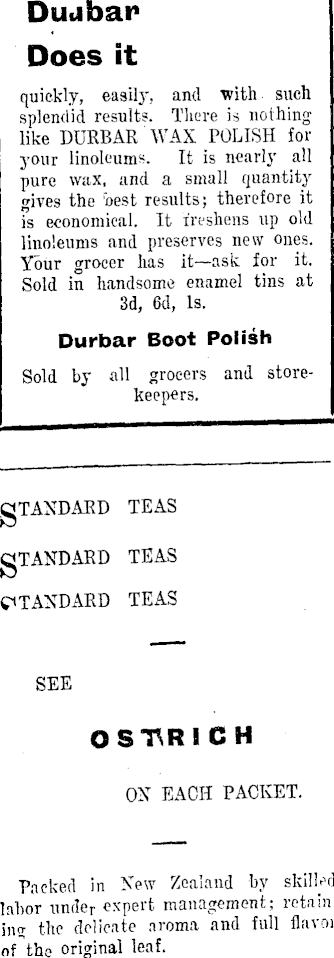 Durbar
Does it
quickly, easily, and with such
splendid results. There is nothing
like DURBAR WAX POLISH for
your linoleums. It is nearly all
pure wax, and a small quantity
gives the best results; therefore it
is economical. It freshens up old
linoleums and preserves new ones.
Your grocer has it—ask for it.
Sold in handsome enamel tins at
3d, 6d, 1s.
Durbar Boot Polish
Sold by all grocers and store-
keepers.
STANDARD TEAS
STANDARD TEAS
STANDARD TEAS
SEE
OSTRICH
ON EACH PACKET.
Packed in New Zealand by skilled
labor under expert management; retain
ing the delicate aroma and full flavor
of the original leaf.